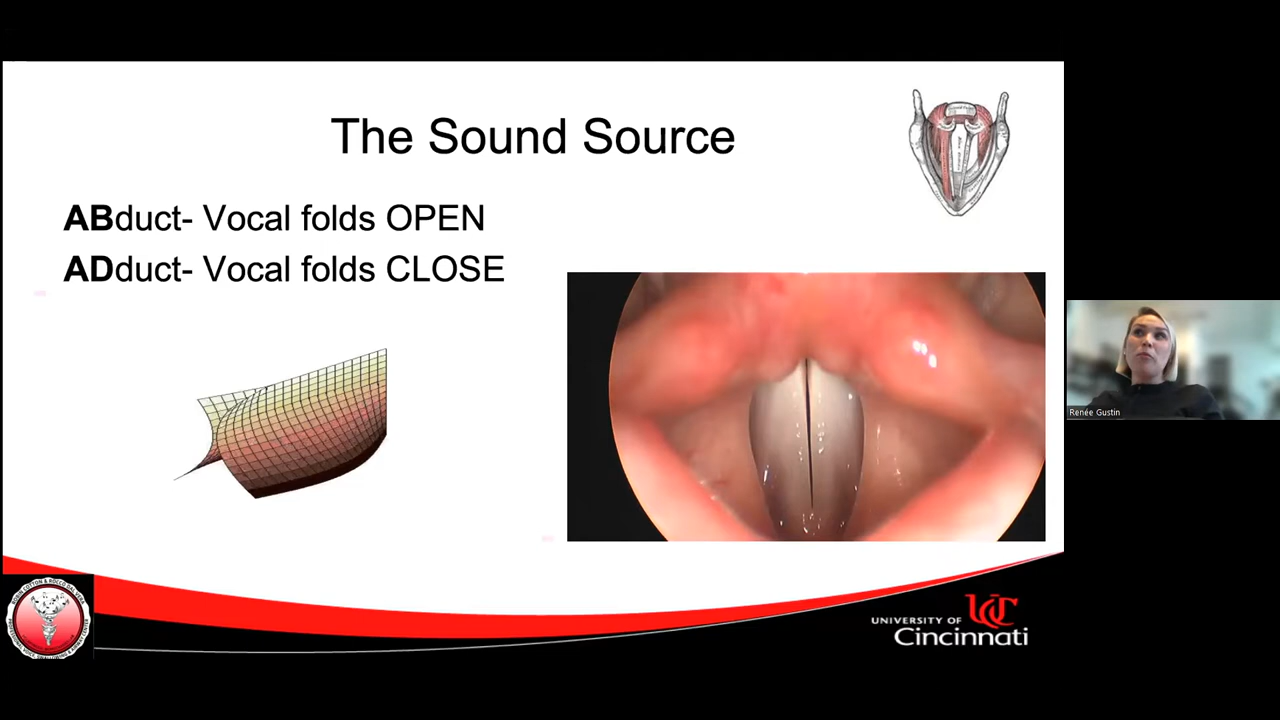 The Sound Source
ABduct- Vocal folds OPEN
ADduct- Vocal folds CLOSE
Renée Gustin
UNIVERSITY OF
Cincinnati